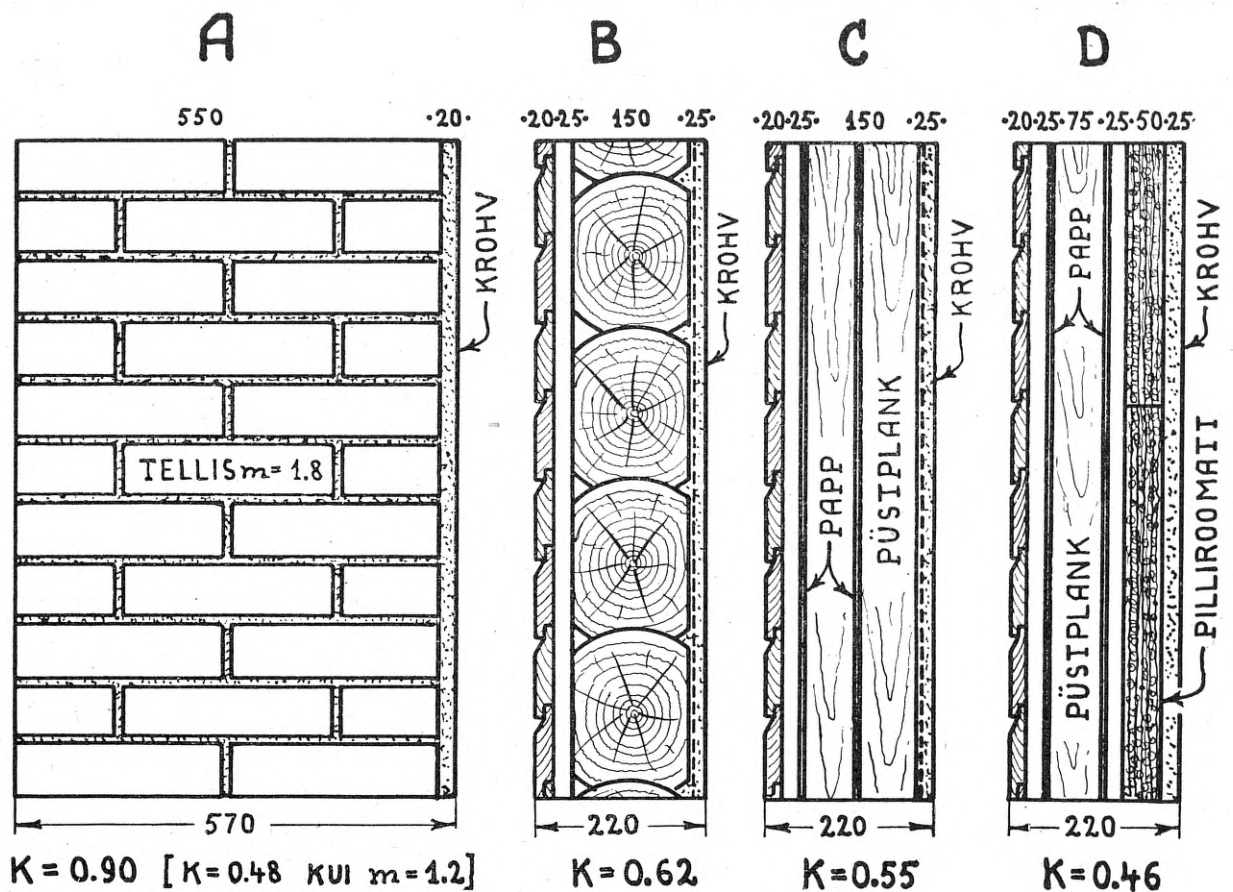 A B C D
550 ·20· ·20·25· 150 ·25· ·20·25· 150 ·25· ·20·25·75·25·50·25·
KROHV
KROHV
KROHV
KROHV
TELLIS m = 1.8
PAPP
PÜSTPLANK
PAPP
PÜSTPLANK
PILLIROOMATT
570 220 220 220
K = 0.90 [K = 0.48 KUI m = 1.2] K = 0.62 K = 0.55 K = 0.46